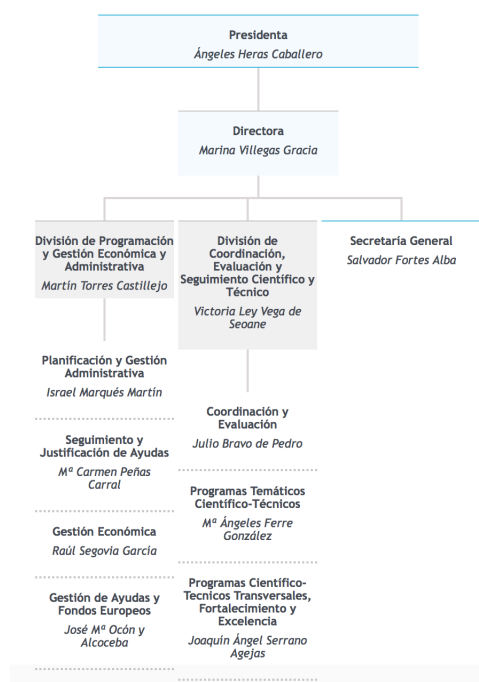 Presidenta
Ángeles Heras Caballero
Directora
Marina Villegas Gracia
División de Programación
y Gestión Económica y
Administrativa
Martín Torres Castillejo
Planificación y Gestión
Administrativa
Israel Marqués Martín
Seguimiento y
Justificación de Ayudas
Mª Carmen Peñas
Carral
Gestión Económica
Raúl Segovia García
Gestión de Ayudas y
Fondos Europeos
José Mª Ocón y
Alcoceba
División de
Coordinación,
Evaluación y
Seguimiento Científico y
Técnico
Victoria Ley Vega de
Seoane
Coordinación y
Evaluación
Julio Bravo de Pedro
Programas Temáticos
Científico-Técnicos
Mª Ángeles Ferre
González
Programas Científico-
Tecnicos Transversales,
Fortalecimiento y
Excelencia
Joaquín Ángel Serrano
Agejas
Secretaría General
Salvador Fortes Alba